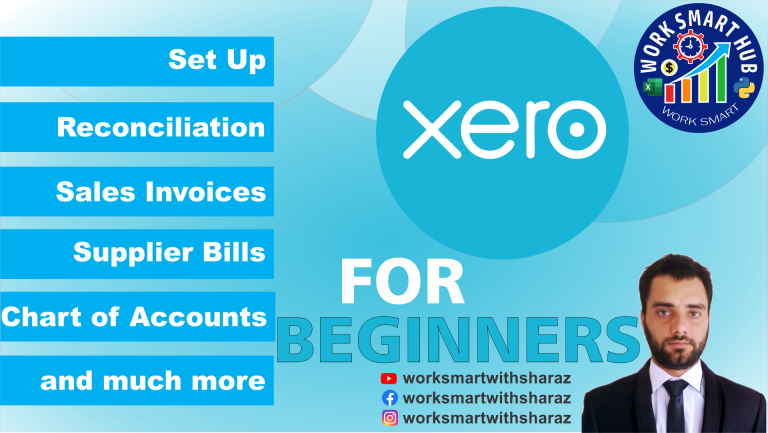 Set Up
Reconciliation
Sales Invoices
Supplier Bills
Chart of Accounts
and much more
xero
FOR
BEGINNERS
worksmartwithsharaz
worksmartwithsharaz
worksmartwithsharaz
WORK SMART HUB
$
X
WORK SMART